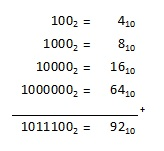 100₂ = 4₁₀
1000₂ = 8₁₀
10000₂ = 16₁₀
1000000₂ = 64₁₀
+
1011100₂ = 92₁₀